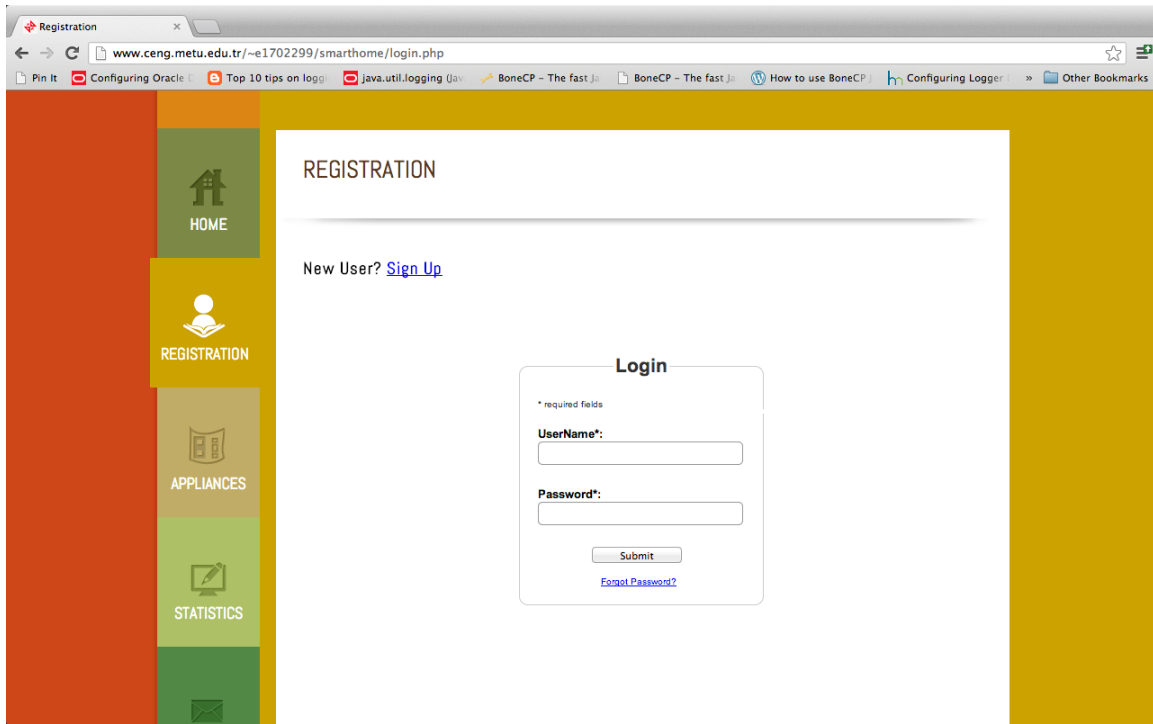 Registration
www.ceng.metu.edu.tr/~e1702299/smarthome/login.php
Pin It Configuring Oracle Top 10 tips on loggi java.util.logging (Jav BoneCP - The fast Ja BoneCP - The fast Ja How to use BoneCP Configuring Logger » Other Bookmarks
REGISTRATION
HOME
New User? Sign Up
REGISTRATION
Login
* required fields
UserName*:
APPLIANCES
Password*:
Submit
Forgot Password?
STATISTICS